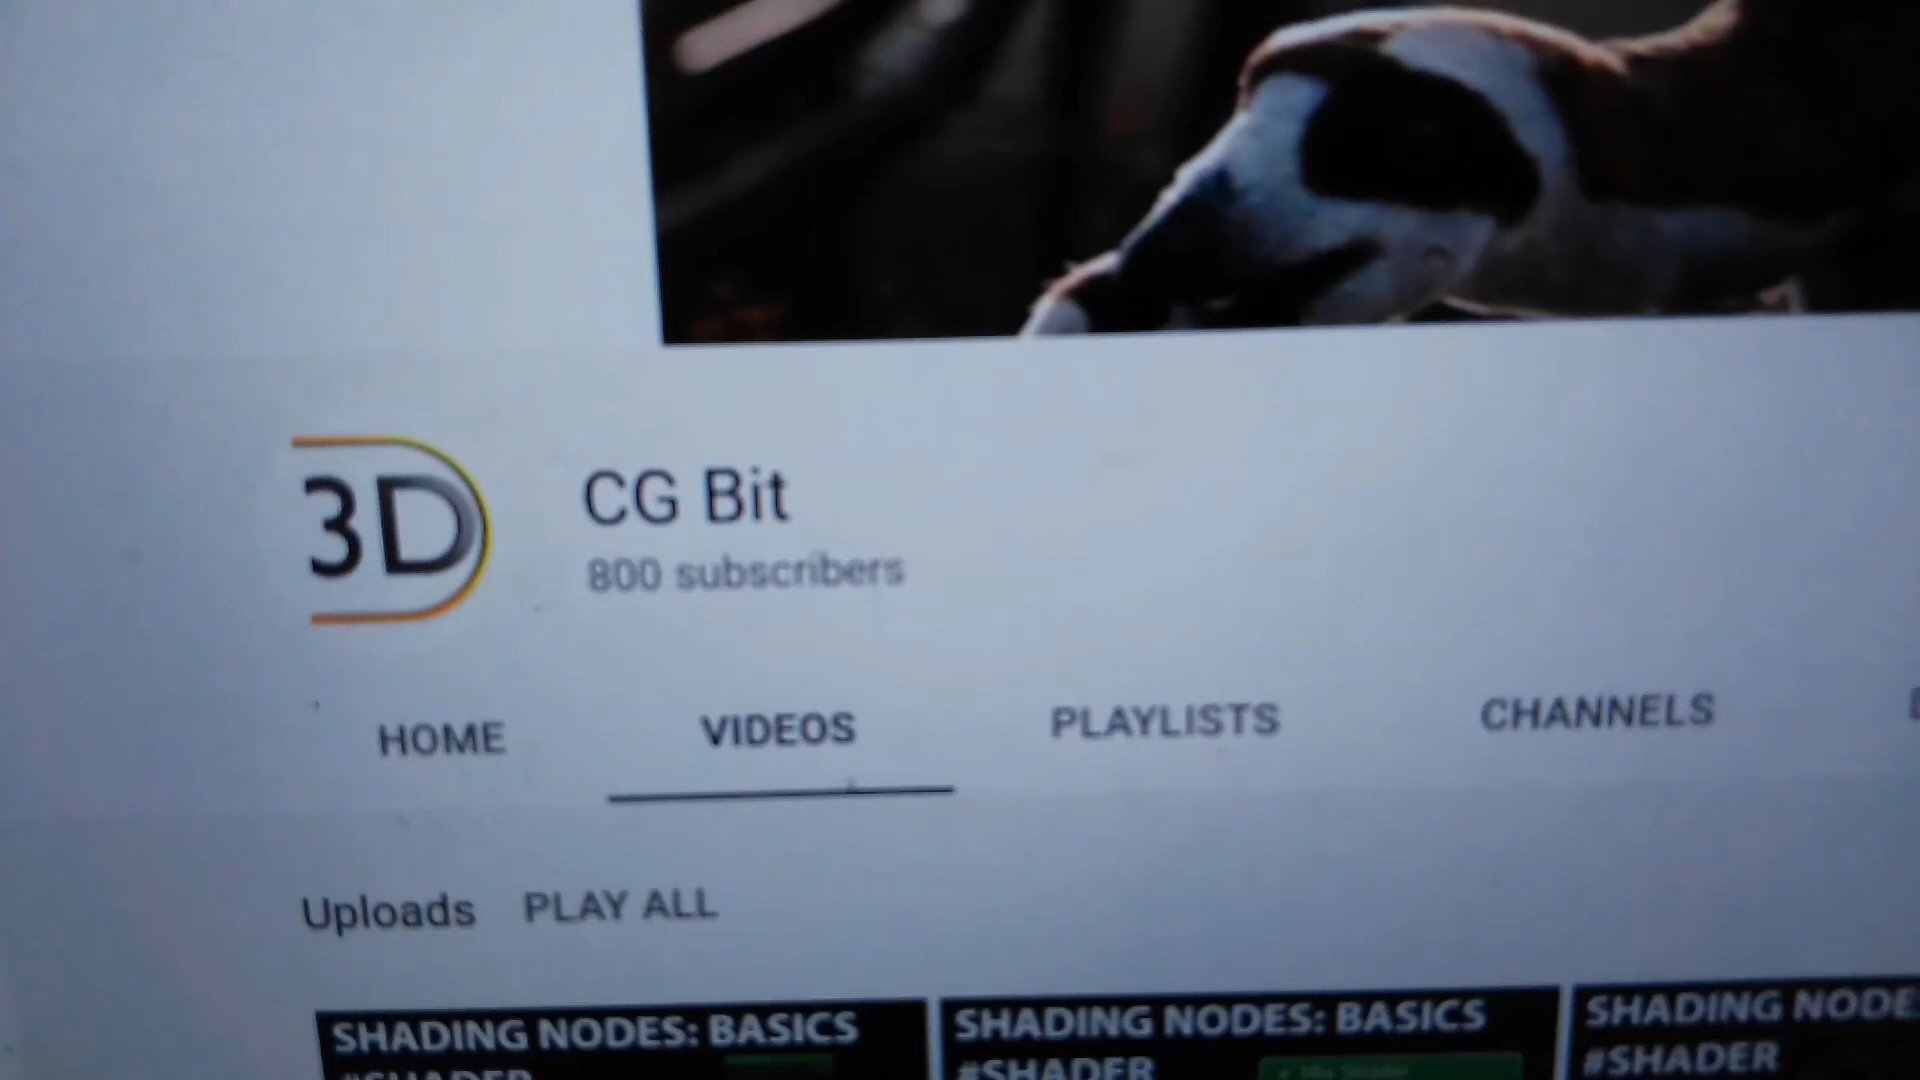 3D
CG Bit
800 subscribers
HOME VIDEOS PLAYLISTS CHANNELS
Uploads PLAY ALL
SHADING NODES: BASICS SHADING NODES: BASICS SHADING NODE
#SHADER #SHADER #SHADER